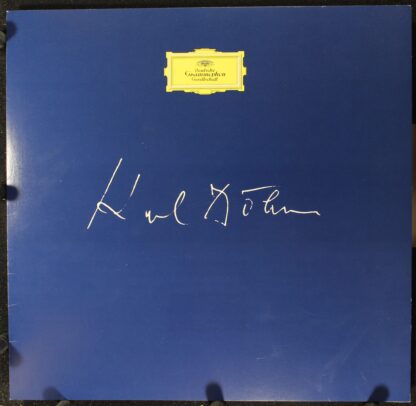 Deutsche
Grammophon
Gesellschaft
Karl Böhm